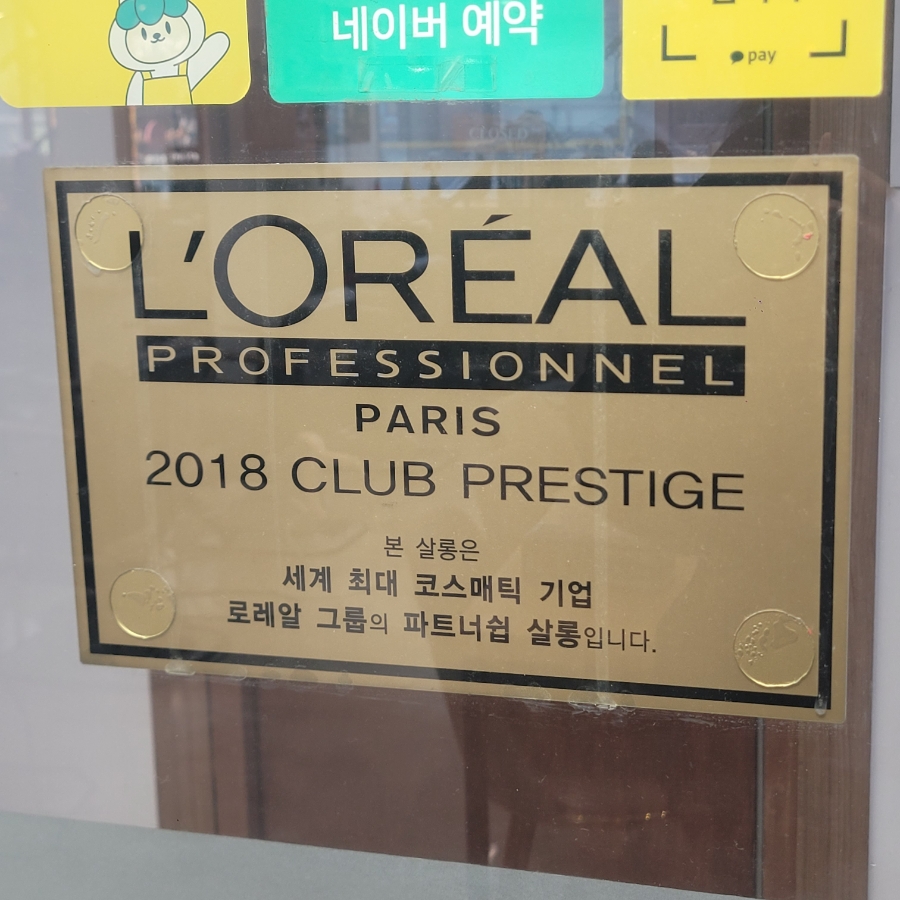 네이버 예약
pay
CLOSED
L'ORÉAL
PROFESSIONNEL
PARIS
2018 CLUB PRESTIGE
본 살롱은
세계 최대 코스매틱 기업
로레알 그룹의 파트너쉽 살롱입니다.